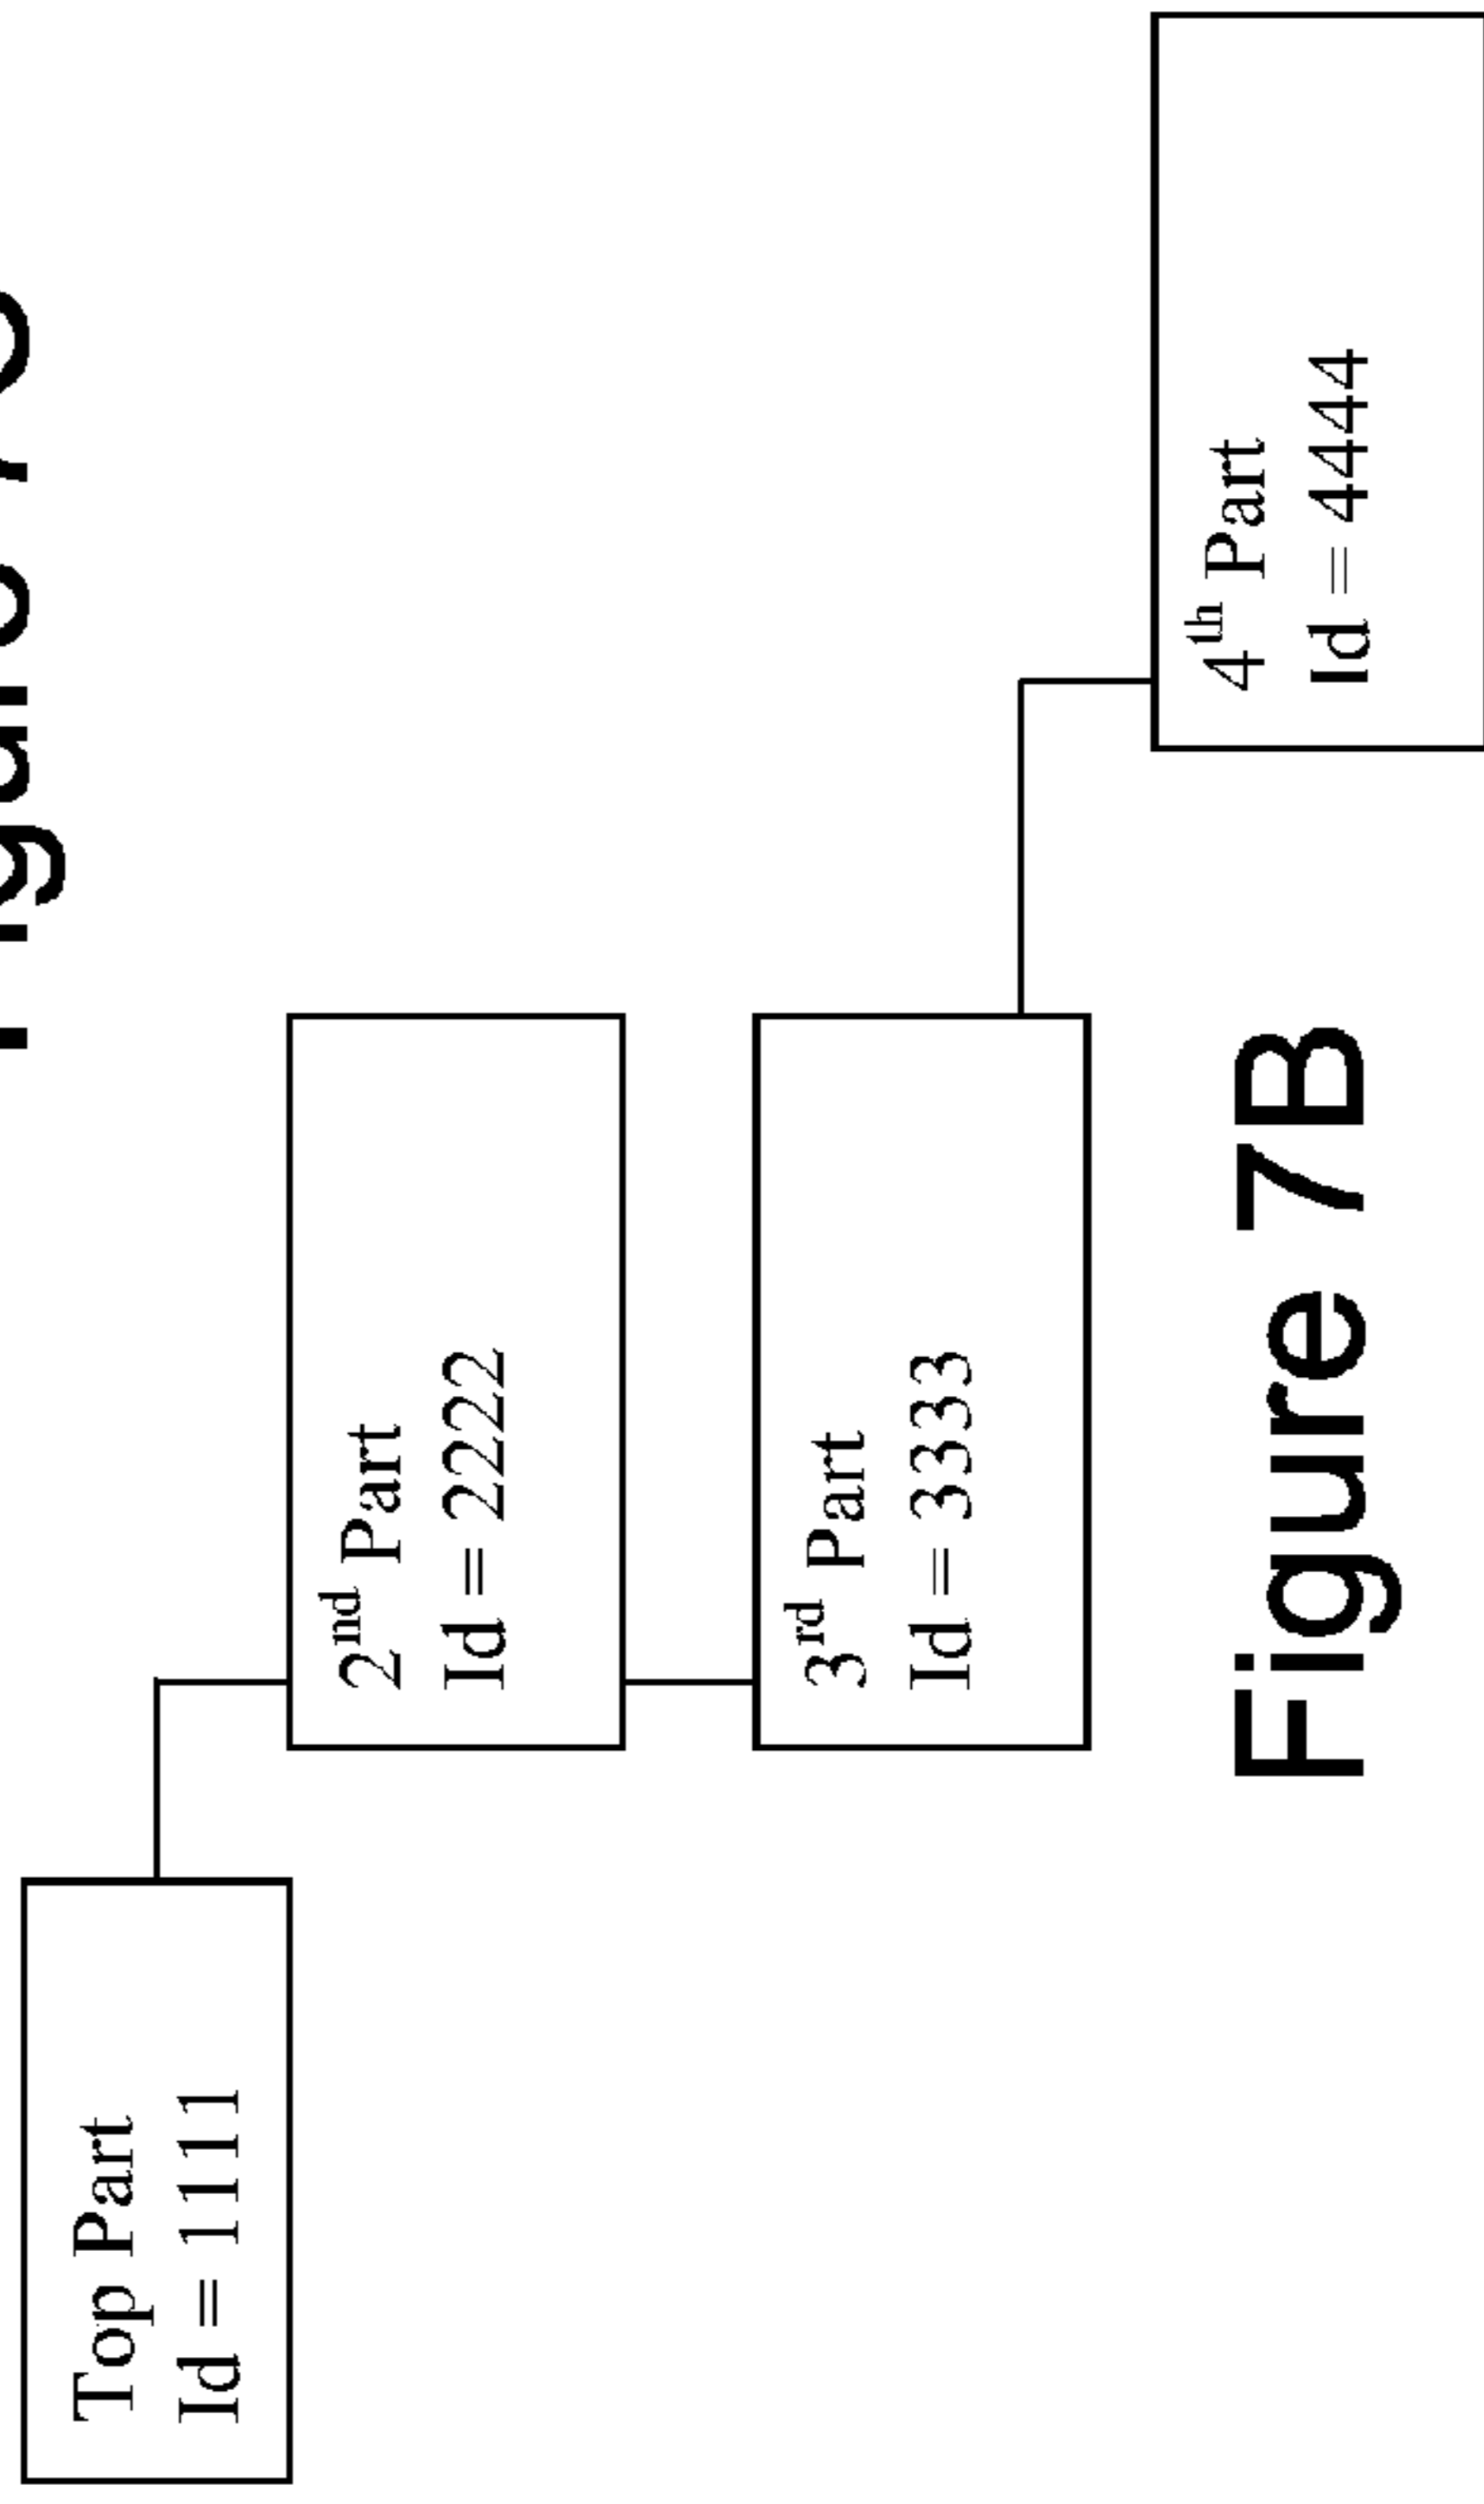 Top Part
Id = 1111
2nd Part
Id = 2222
3rd Part
Id = 3333
4th Part
Id = 4444
Figure 7B